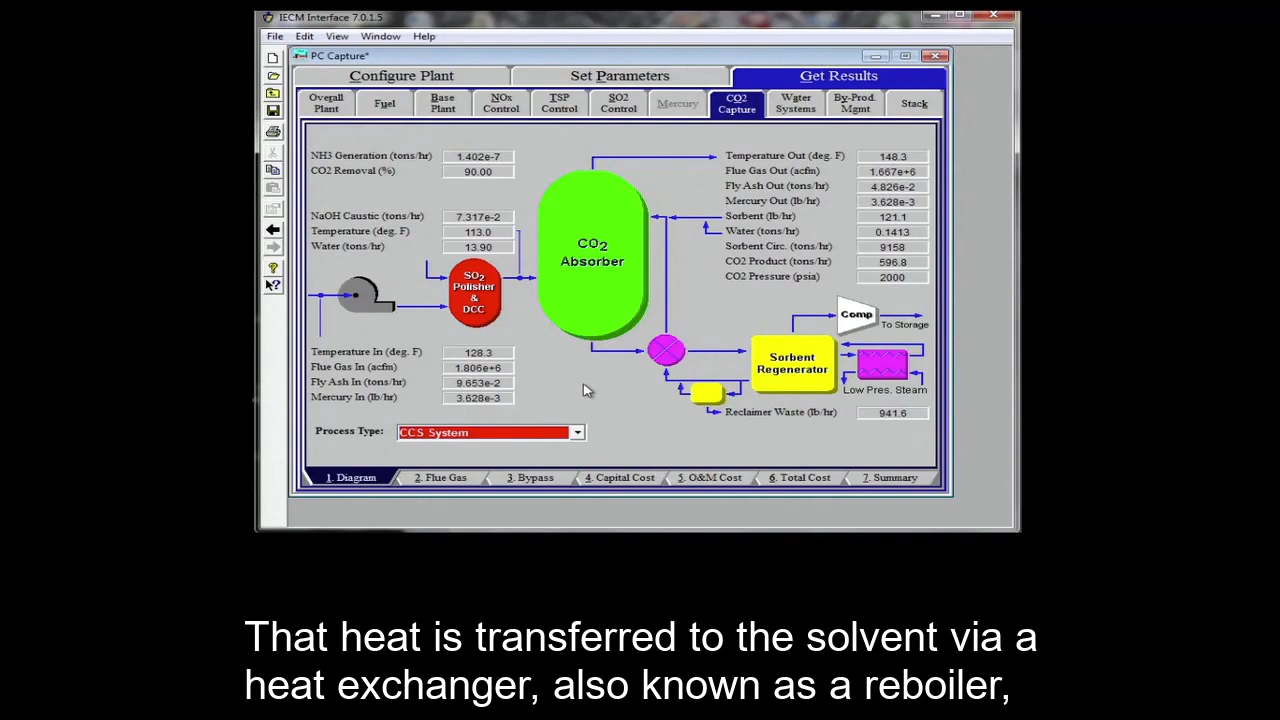 IECM Interface 7.0.1.5
File Edit View Window Help
PC Capture*
Configure Plant Set Parameters Get Results
Overall Plant
Fuel
Base Plant
NOx Control
TSP Control
SO2 Control
Mercury
CO2 Capture
Water Systems
By-Prod. Mgmt
Stack
NH3 Generation (tons/hr) 1.402e-7
CO2 Removal (%) 90.00
NaOH Caustic (tons/hr) 7.317e-2
Temperature (deg. F) 113.0
Water (tons/hr) 13.90
SO2
Polisher
&
DCC
CO2
Absorber
Temperature Out (deg. F) 148.3
Flue Gas Out (acfm) 1.667e+6
Fly Ash Out (tons/hr) 4.826e-2
Mercury Out (lb/hr) 3.628e-3
Sorbent (lb/hr) 121.1
Water (tons/hr) 0.1413
Sorbent Circ. (tons/hr) 9158
CO2 Product (tons/hr) 596.8
CO2 Pressure (psia) 2000
Comp
To Storage
Sorbent
Regenerator
Low Pres. Steam
Temperature In (deg. F) 128.3
Flue Gas In (acfm) 1.806e+6
Fly Ash In (tons/hr) 9.653e-2
Mercury In (lb/hr) 3.628e-3
Reclaimer Waste (lb/hr) 941.6
Process Type: CCS System
1. Diagram 2. Flue Gas 3. Bypass 4. Capital Cost 5. O&M Cost 6. Total Cost 7. Summary
That heat is transferred to the solvent via a
heat exchanger, also known as a reboiler,